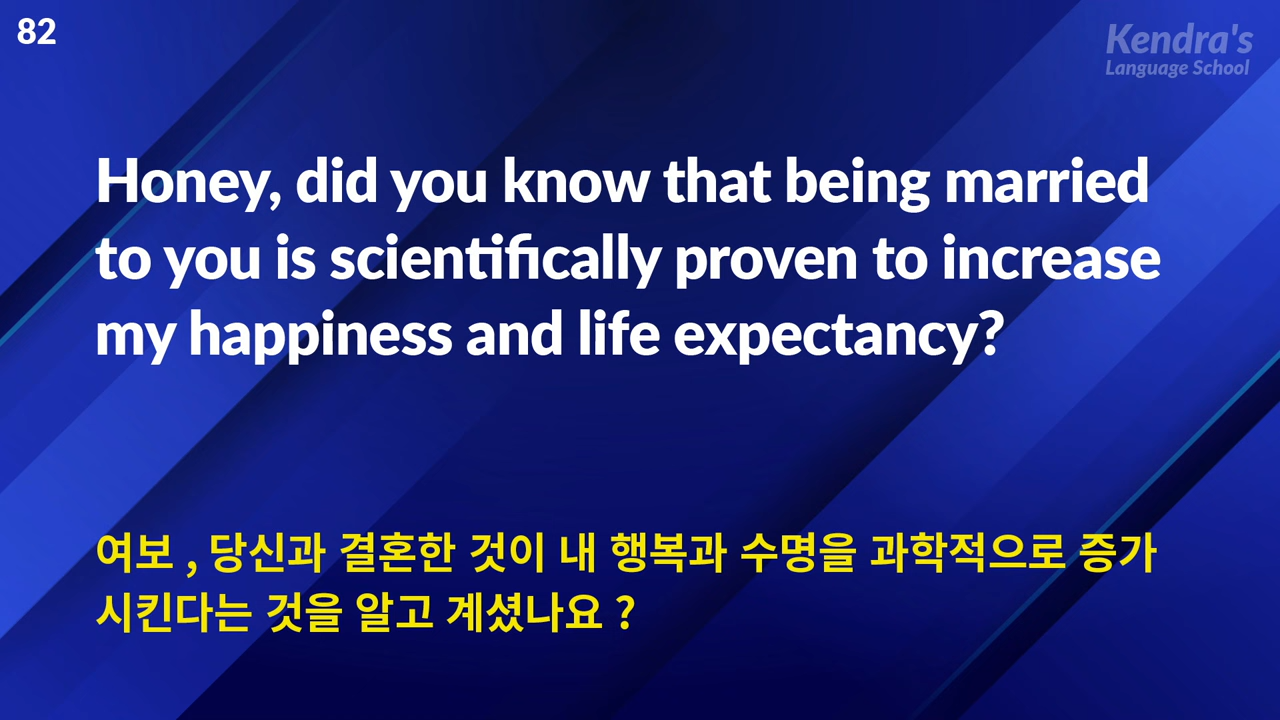 82
Kendra's
Language School
Honey, did you know that being married
to you is scientifically proven to increase
my happiness and life expectancy?
여보 , 당신과 결혼한 것이 내 행복과 수명을 과학적으로 증가
시킨다는 것을 알고 계셨나요 ?